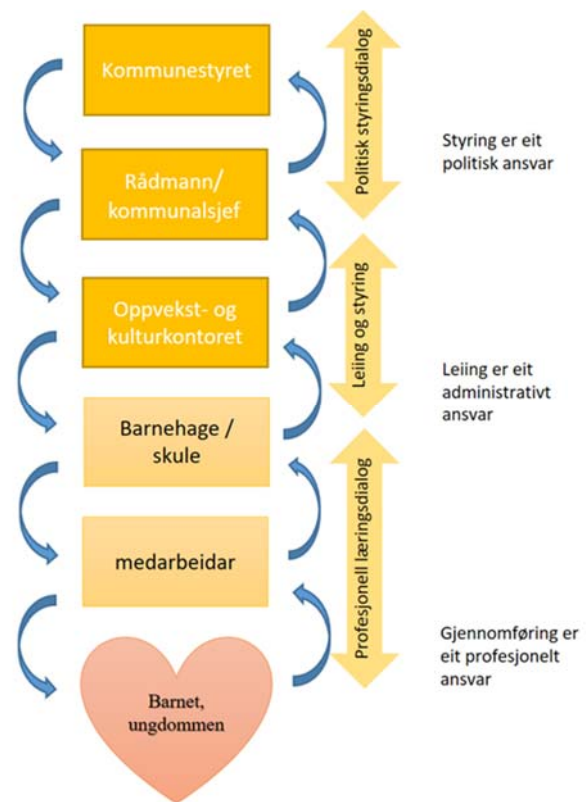 Kommunestyret
Rådmann/
kommunalsjef
Oppvekst- og
kulturkontoret
Barnehage /
skule
medarbeidar
Barnet,
ungdommen
Politisk styringsdialog
Leiing og styring
Profesjonell læringsdialog
Styring er eit
politisk ansvar
Leiing er eit
administrativt
ansvar
Gjennomføring er
eit profesjonelt
ansvar